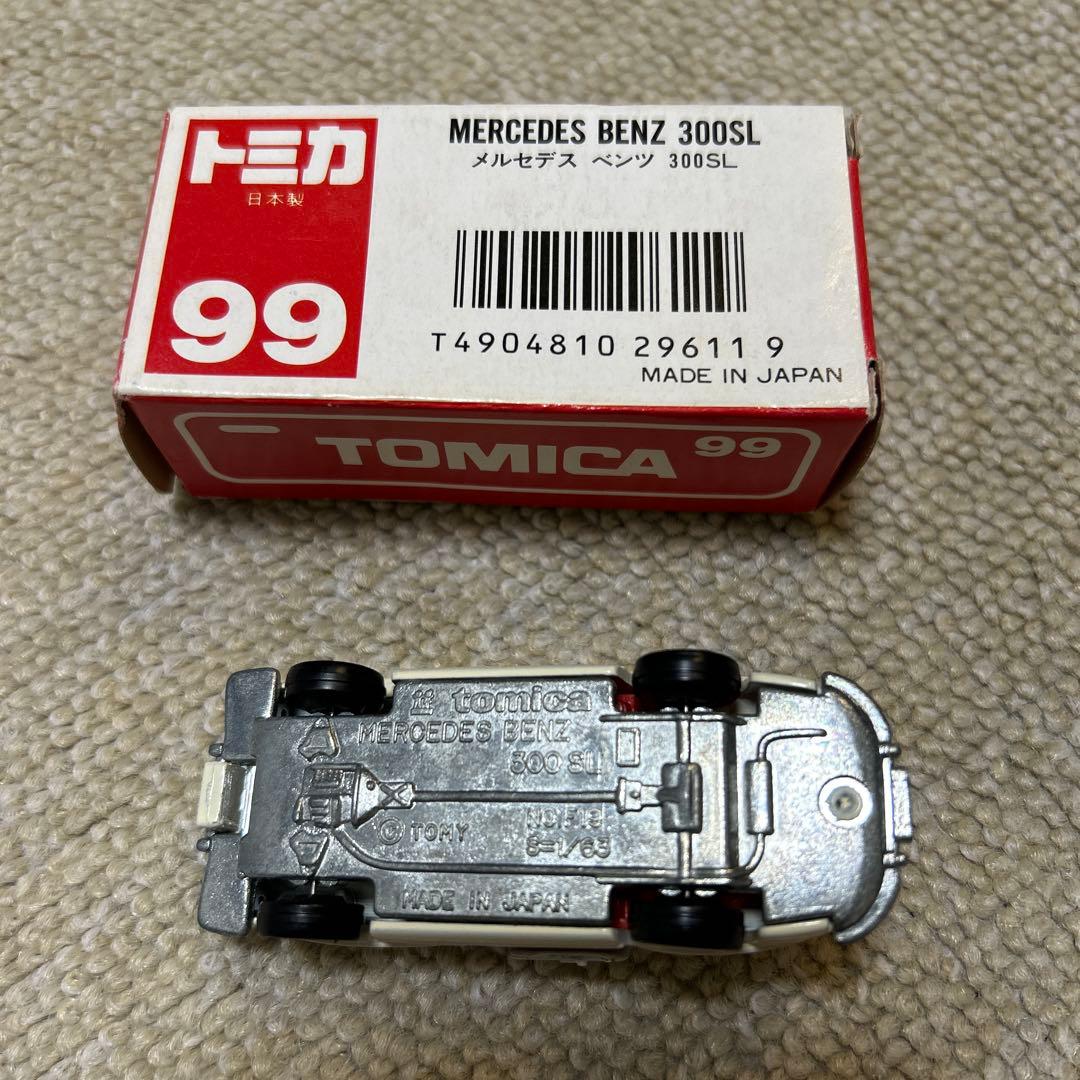 トミカ
日本製
99
MERCEDES BENZ 300SL
メルセデス ベンツ 300SL
T4904810 29611 9
MADE IN JAPAN
TOMICA 99
tomica
MERCEDES BENZ
300 SL
© TOMY
NO.F19
S=1/63
MADE IN JAPAN